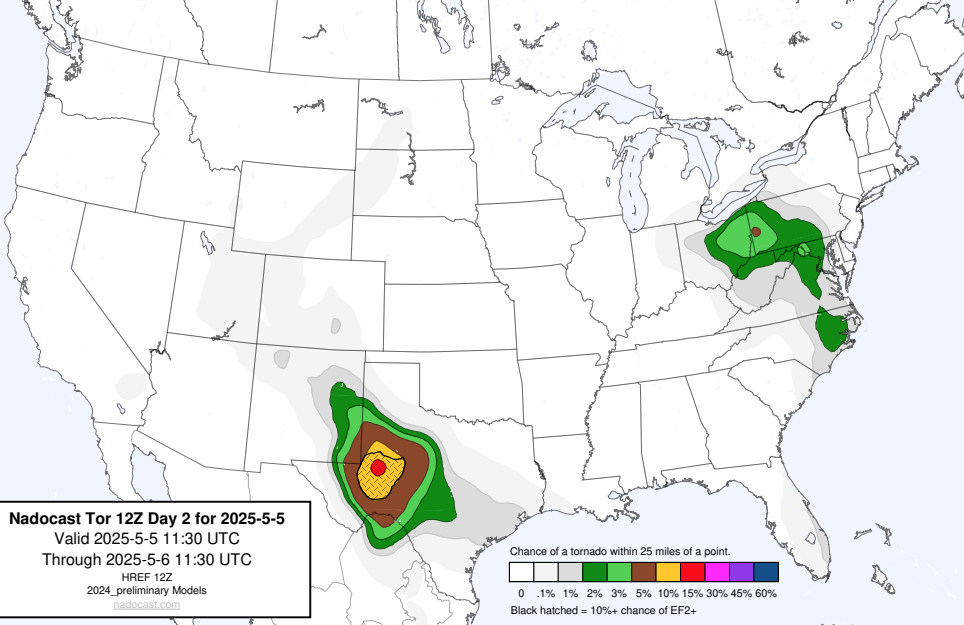 Nadocast Tor 12Z Day 2 for 2025-5-5
Valid 2025-5-5 11:30 UTC
Through 2025-5-6 11:30 UTC
HREF 12Z
2024_preliminary Models
nadocast.com
Chance of a tornado within 25 miles of a point.
0 .1% 1% 2% 3% 5% 10% 15% 30% 45% 60%
Black hatched = 10%+ chance of EF2+